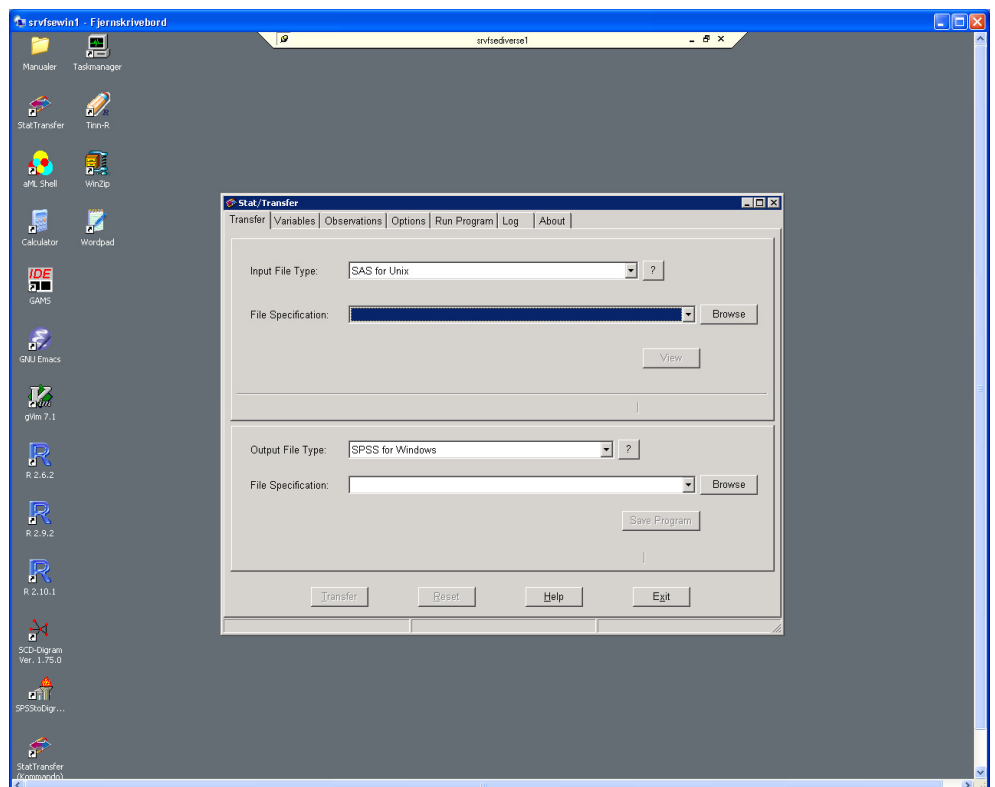 srvfsewin1 - Fjernskrivebord
srvfsediverse1
Manualer
Taskmanager
StatTransfer
Tinn-R
aML Shell
WinZip
Calculator
Wordpad
IDE
GAMS
GNU Emacs
gVim 7.1
R 2.6.2
R 2.9.2
R 2.10.1
SCD-Digram
Ver. 1.75.0
SPSStoDigr...
StatTransfer
(Kommando)
Stat/Transfer
Transfer Variables Observations Options Run Program Log About
Input File Type: SAS for Unix ?
File Specification: Browse
View
Output File Type: SPSS for Windows ?
File Specification: Browse
Save Program
Transfer Reset Help Exit